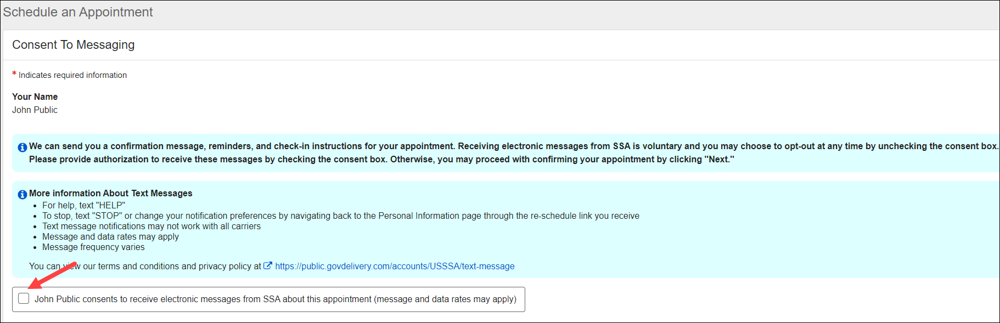 Schedule an Appointment
Consent To Messaging
* Indicates required information
Your Name
John Public
We can send you a confirmation message, reminders, and check-in instructions for your appointment. Receiving electronic messages from SSA is voluntary and you may choose to opt-out at any time by unchecking the consent box.
Please provide authorization to receive these messages by checking the consent box. Otherwise, you may proceed with confirming your appointment by clicking "Next."
More information About Text Messages
• For help, text "HELP"
• To stop, text "STOP" or change your notification preferences by navigating back to the Personal Information page through the re-schedule link you receive
• Text message notifications may not work with all carriers
• Message and data rates may apply
• Message frequency varies
You can view our terms and conditions and privacy policy at https://public.govdelivery.com/accounts/USSSA/text-message
John Public consents to receive electronic messages from SSA about this appointment (message and data rates may apply)